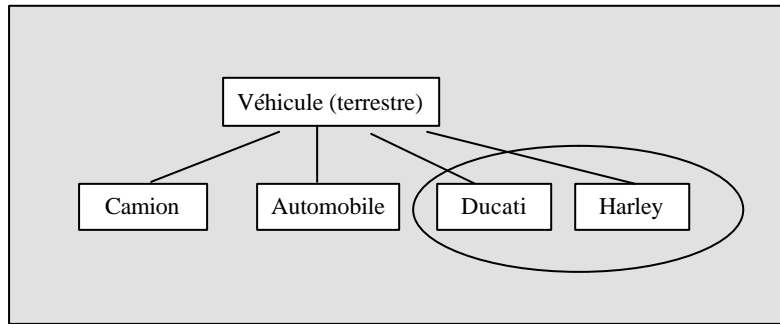 Véhicule (terrestre)
Camion
Automobile
Ducati
Harley